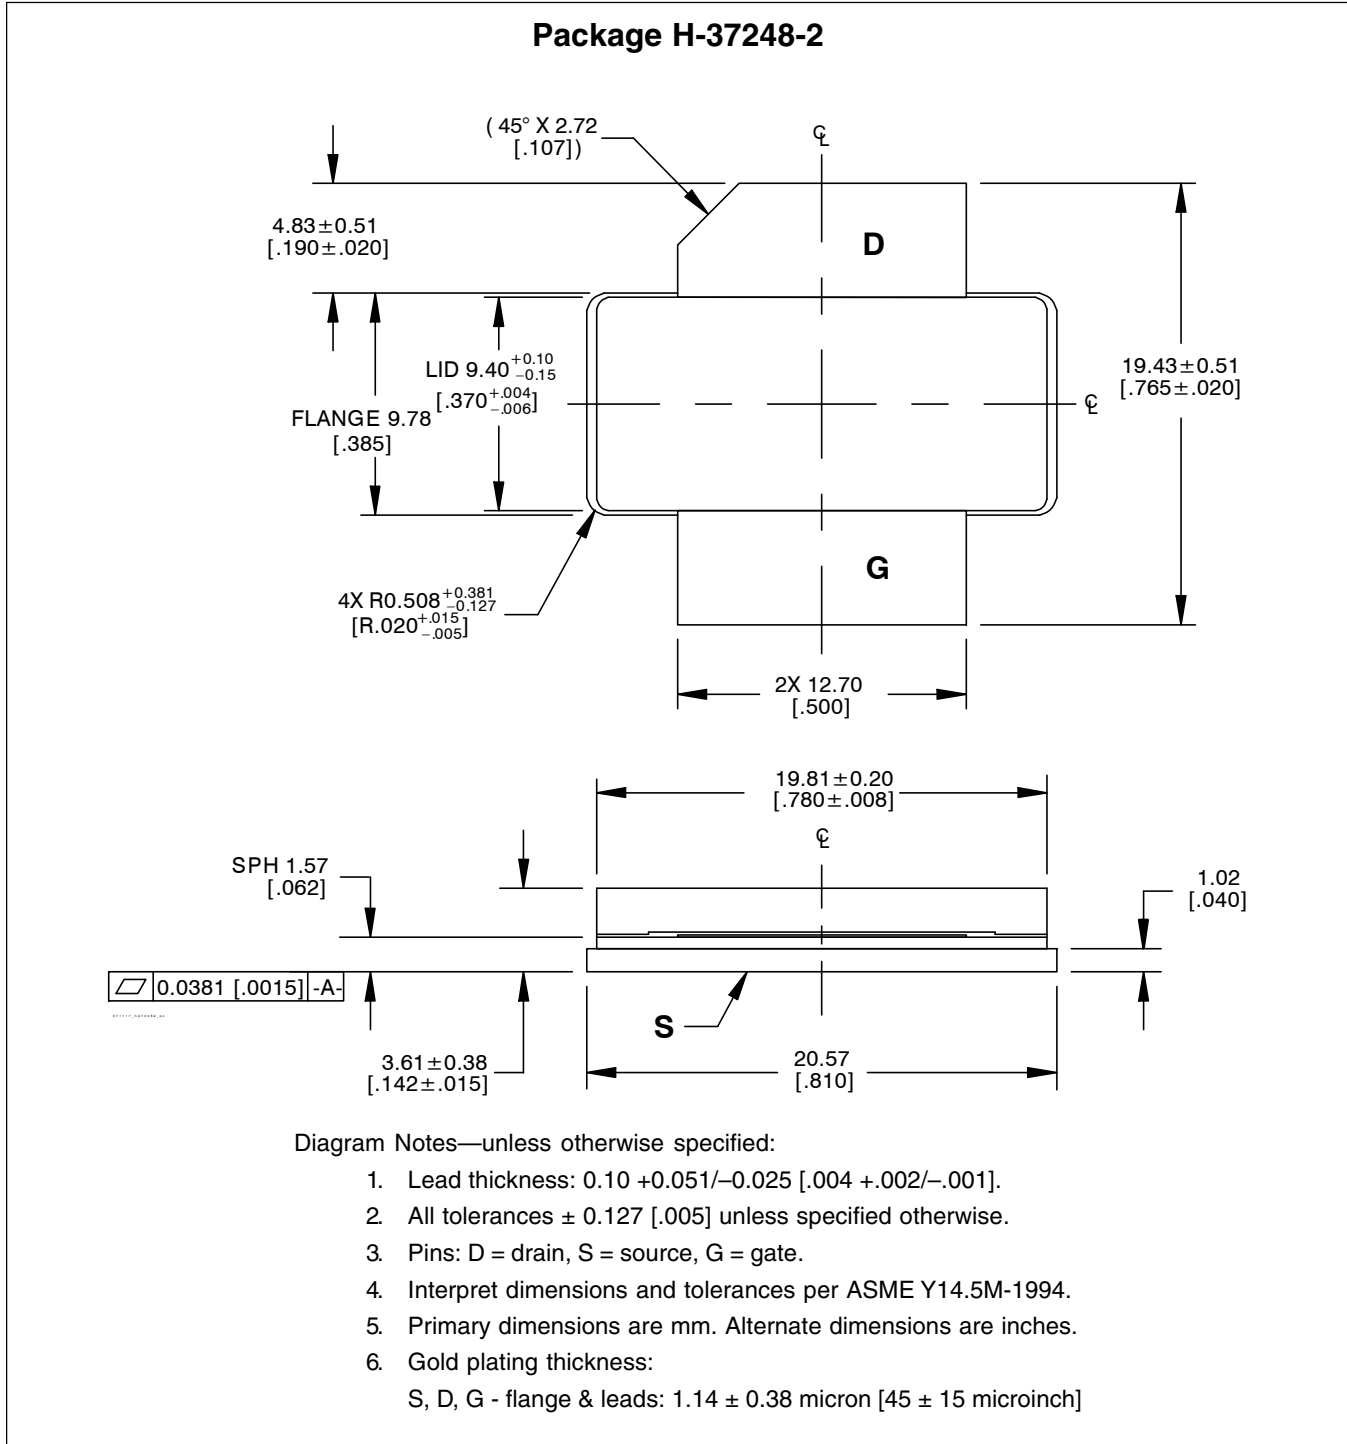 Package H-37248-2
( 45° X 2.72
[.107])
C
L
4.83±0.51
[.190±.020]
D
LID 9.40 +0.10 −0.15
[.370 +.004 −.006]
FLANGE 9.78
[.385]
C
L
19.43±0.51
[.765±.020]
G
4X R0.508 +0.381 −0.127
[R.020 +.015 −.005]
2X 12.70
[.500]
19.81±0.20
[.780±.008]
C
L
SPH 1.57
[.062]
1.02
[.040]
0.0381 [.0015] -A-
S
3.61±0.38
[.142±.015]
20.57
[.810]
Diagram Notes—unless otherwise specified:
1. Lead thickness: 0.10 +0.051/–0.025 [.004 +.002/–.001].
2. All tolerances ± 0.127 [.005] unless specified otherwise.
3. Pins: D = drain, S = source, G = gate.
4. Interpret dimensions and tolerances per ASME Y14.5M-1994.
5. Primary dimensions are mm. Alternate dimensions are inches.
6. Gold plating thickness:
S, D, G - flange & leads: 1.14 ± 0.38 micron [45 ± 15 microinch]